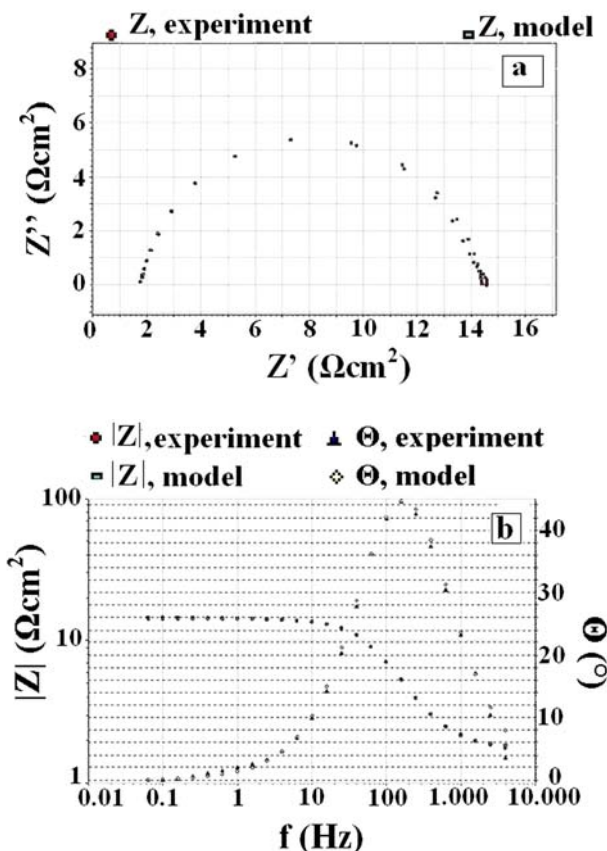 Z, experiment Z, model
a
8
6
4
2
0
Z'' (Ωcm²)
0 2 4 6 8 10 12 14 16
Z' (Ωcm²)
|Z|, experiment Θ, experiment
|Z|, model Θ, model
b
100
10
1
|Z| (Ωcm²)
40
30
20
10
0
Θ (°)
0.01 0.1 1 10 100 1.000 10.000
f (Hz)